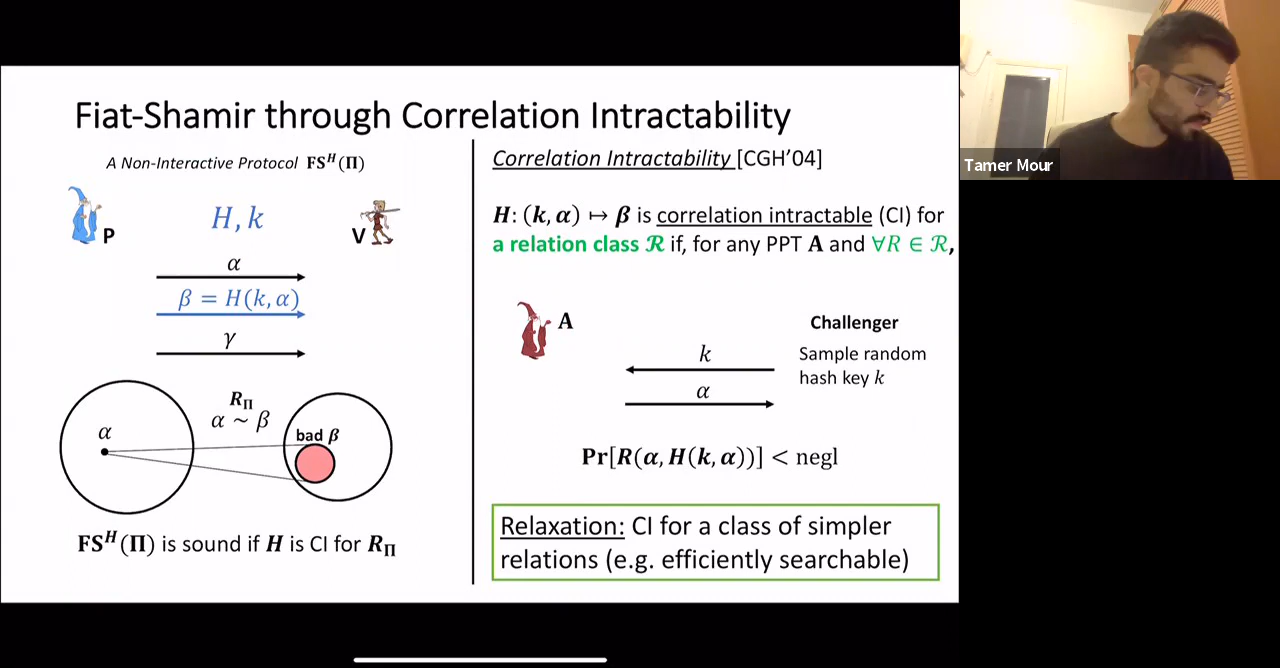 Fiat-Shamir through Correlation Intractability
A Non-Interactive Protocol FS^H(Π)
P
H, k
V
α
β = H(k, α)
γ
R_Π
α ~ β
α
bad β
FS^H(Π) is sound if H is CI for R_Π
Correlation Intractability [CGH'04]
H: (k, α) ↦ β is correlation intractable (CI) for
a relation class ℛ if, for any PPT A and ∀R ∈ ℛ,
A
Challenger
k
Sample random
hash key k
α
Pr[R(α, H(k, α))] < negl
Relaxation: CI for a class of simpler
relations (e.g. efficiently searchable)
Tamer Mour